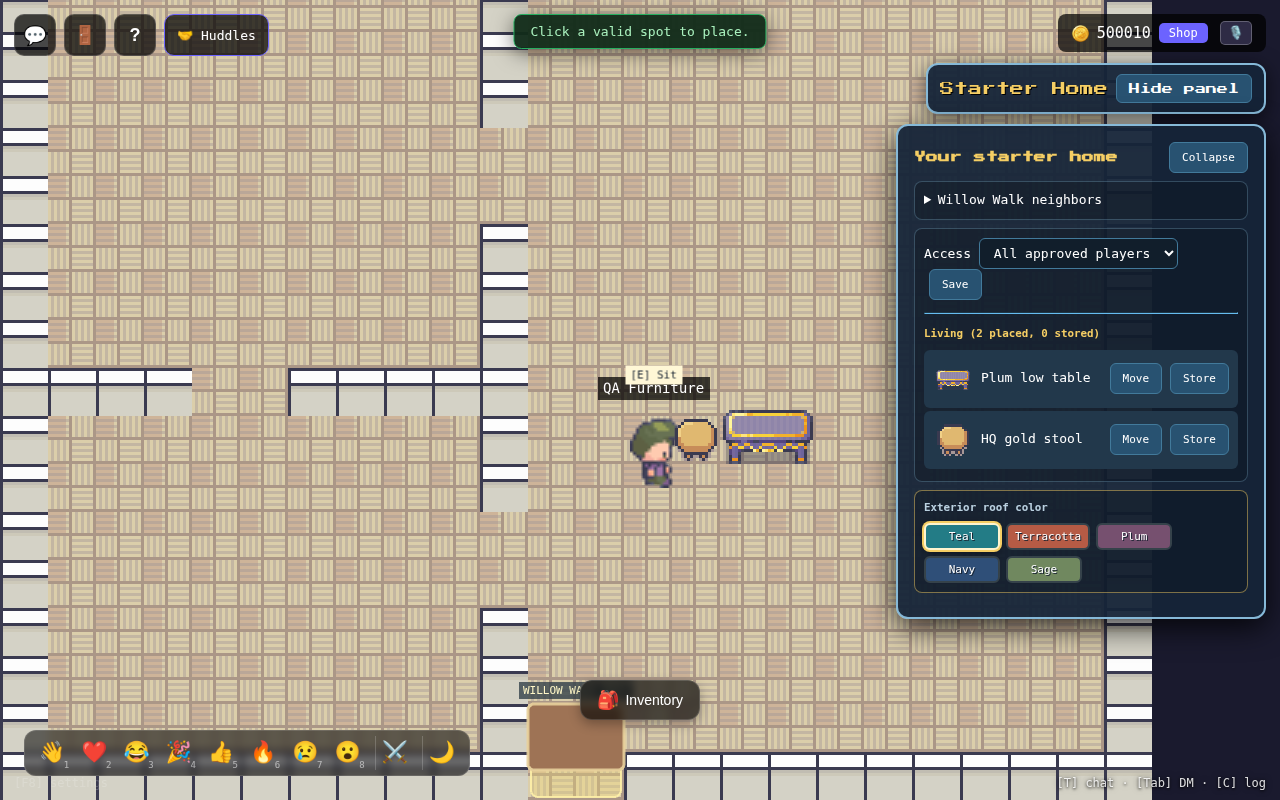 ? Huddles
Click a valid spot to place.
500010 Shop
Starter Home Hide panel
Your starter home Collapse
Willow Walk neighbors
Access All approved players
Save
Living (2 placed, 0 stored)
Plum low table Move Store
HQ gold stool Move Store
Exterior roof color
Teal Terracotta Plum
Navy Sage
[E] Sit
QA Furniture
WILLOW WA
Inventory
1 2 3 4 5 6 7 8
[T] chat · [Tab] DM · [C] log